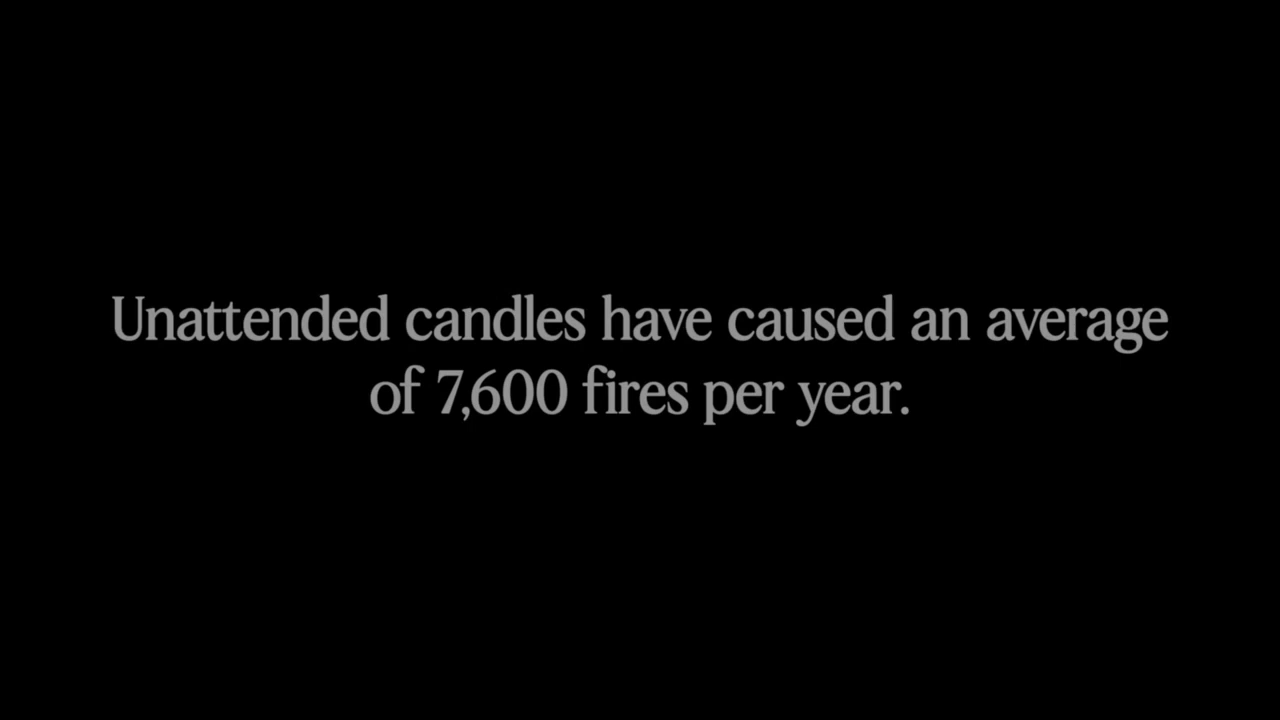 Unattended candles have caused an average
of 7,600 fires per year.